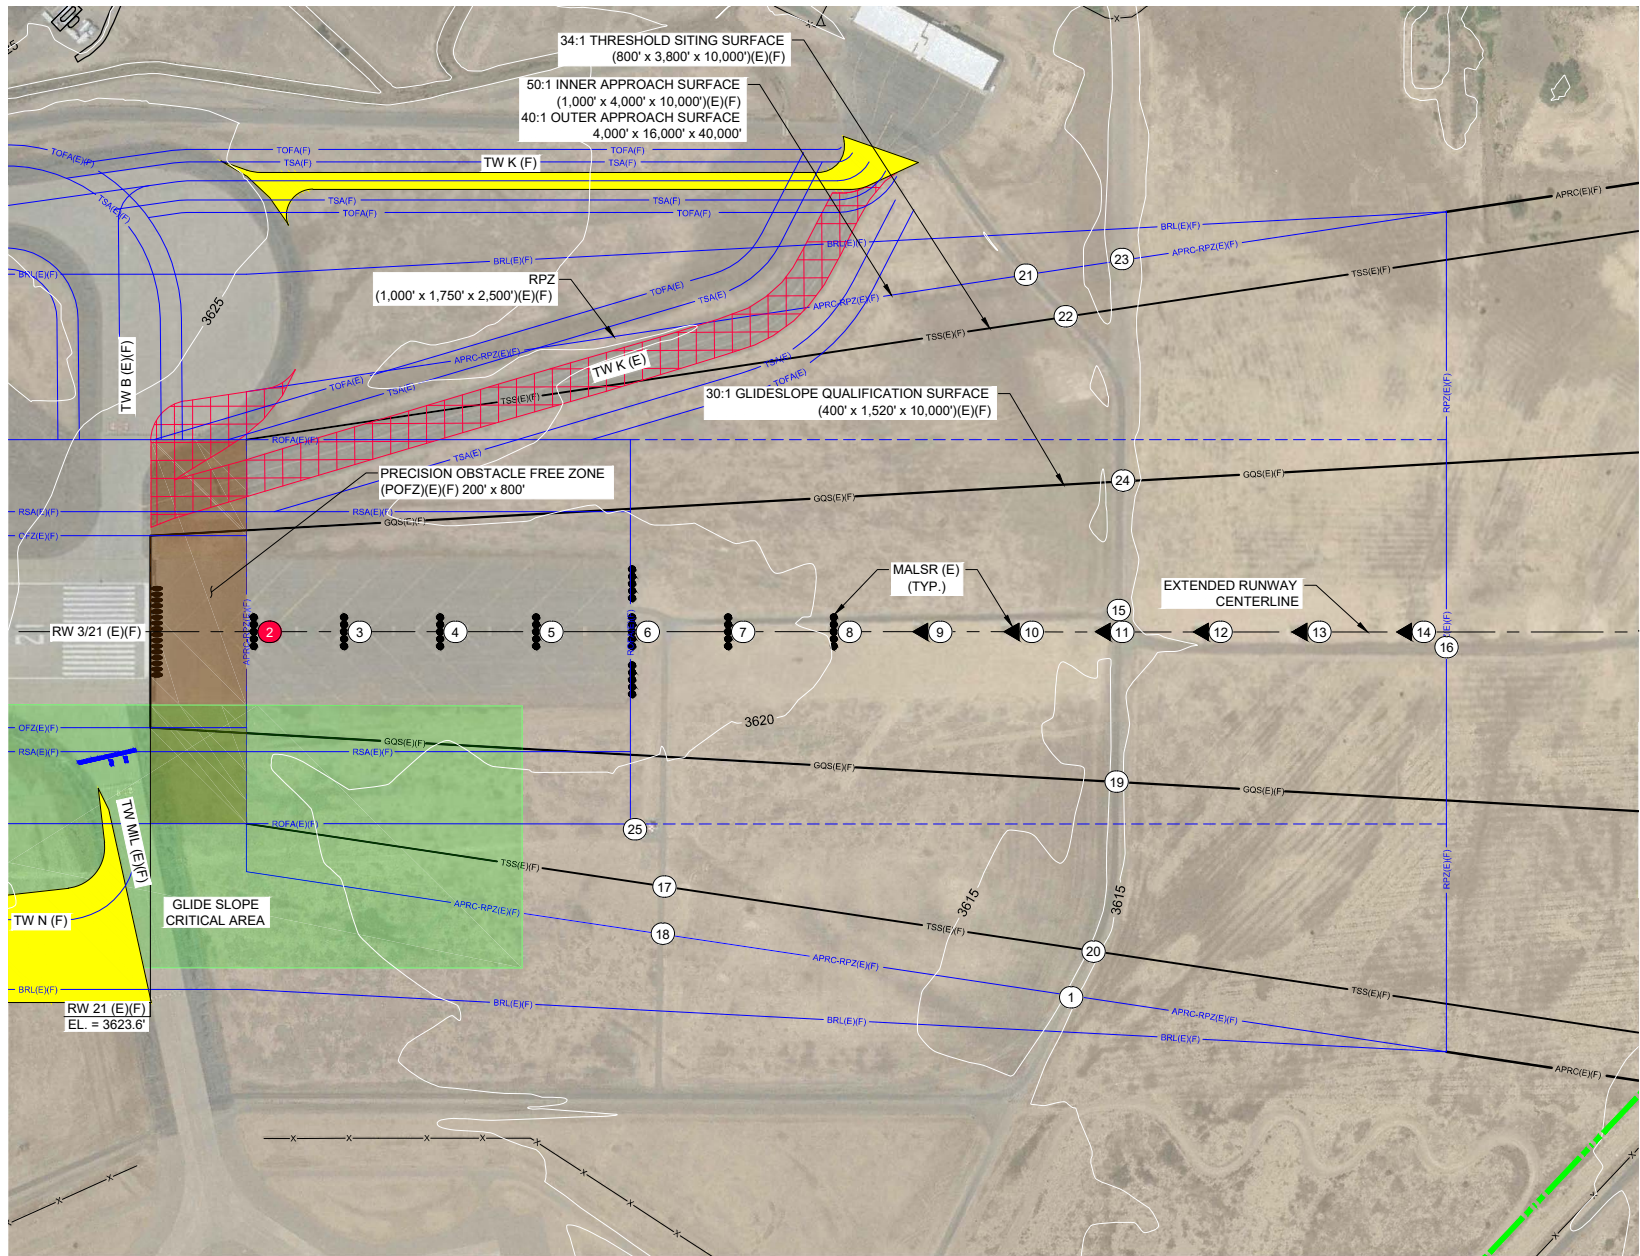 34:1 THRESHOLD SITING SURFACE
(800' x 3,800' x 10,000')(E)(F)
50:1 INNER APPROACH SURFACE
(1,000' x 4,000' x 10,000')(E)(F)
40:1 OUTER APPROACH SURFACE
4,000' x 16,000' x 40,000'
TOFA(E)(F)
TOFA(F)
TOFA(F)
TSA(F)
TW K (F)
TSA(F)
TSA(E)(F)
TSA(F)
TSA(F)
TOFA(F)
TOFA(F)
APRC(E)(F)
BRL(E)(F)
BRL(E)(F)
BRL(E)(F)
BRL(E)(F)
APRC-RPZ(E)(F)
23
21
TSS(E)(F)
RPZ
(1,000' x 1,750' x 2,500')(E)(F)
TOFA(E)
TSA(E)
APRC-RPZ(E)(F)
3625
22
TSS(E)(F)
APRC-RPZ(E)(F)
TW K (E)
TSA(E)
TOFA(E)
TW B (E)(F)
TOFA(E)
TSA(E)
TSS(E)(F)
30:1 GLIDESLOPE QUALIFICATION SURFACE
(400' x 1,520' x 10,000')(E)(F)
RPZ(E)(F)
ROFA(E)(F)
TSA(E)
PRECISION OBSTACLE FREE ZONE
(POFZ)(E)(F) 200' x 800'
24
GQS(E)(F)
GQS(E)(F)
RSA(E)(F)
RSA(E)(F)
GQS(E)(F)
OFZ(E)(F)
MALSR (E)
(TYP.)
EXTENDED RUNWAY
CENTERLINE
15
RW 3/21 (E)(F)
21
APRC-RPZ(E)(F)
2
3
4
5
6
7
8
9
10
11
12
13
14
16
3620
OFZ(E)(F)
RSA(E)(F)
GQS(E)(F)
RSA(E)(F)
GQS(E)(F)
19
GQS(E)(F)
TW MIL (E)(F)
ROFA(E)(F)
25
TSS(E)(F)
17
RPZ(E)(F)
3615
3615
GLIDE SLOPE
CRITICAL AREA
TW N (F)
APRC-RPZ(E)(F)
18
TSS(E)(F)
20
APRC-RPZ(E)(F)
BRL(E)(F)
BRL(E)(F)
1
TSS(E)(F)
RW 21 (E)(F)
EL. = 3623.6'
BRL(E)(F)
APRC-RPZ(E)(F)
BRL(E)(F)
APRC(E)(F)